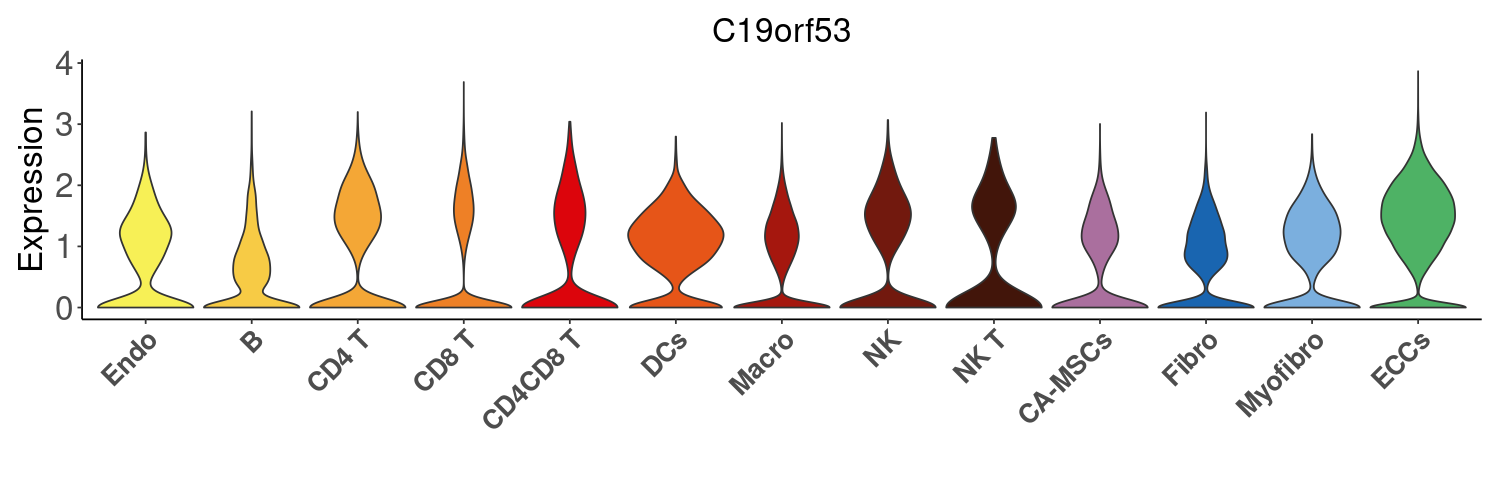 C19orf53
Expression
4
3
2
1
0
Endo
B
CD4 T
CD8 T
CD4CD8 T
DCs
Macro
NK
NK T
CA-MSCs
Fibro
Myofibro
ECCs